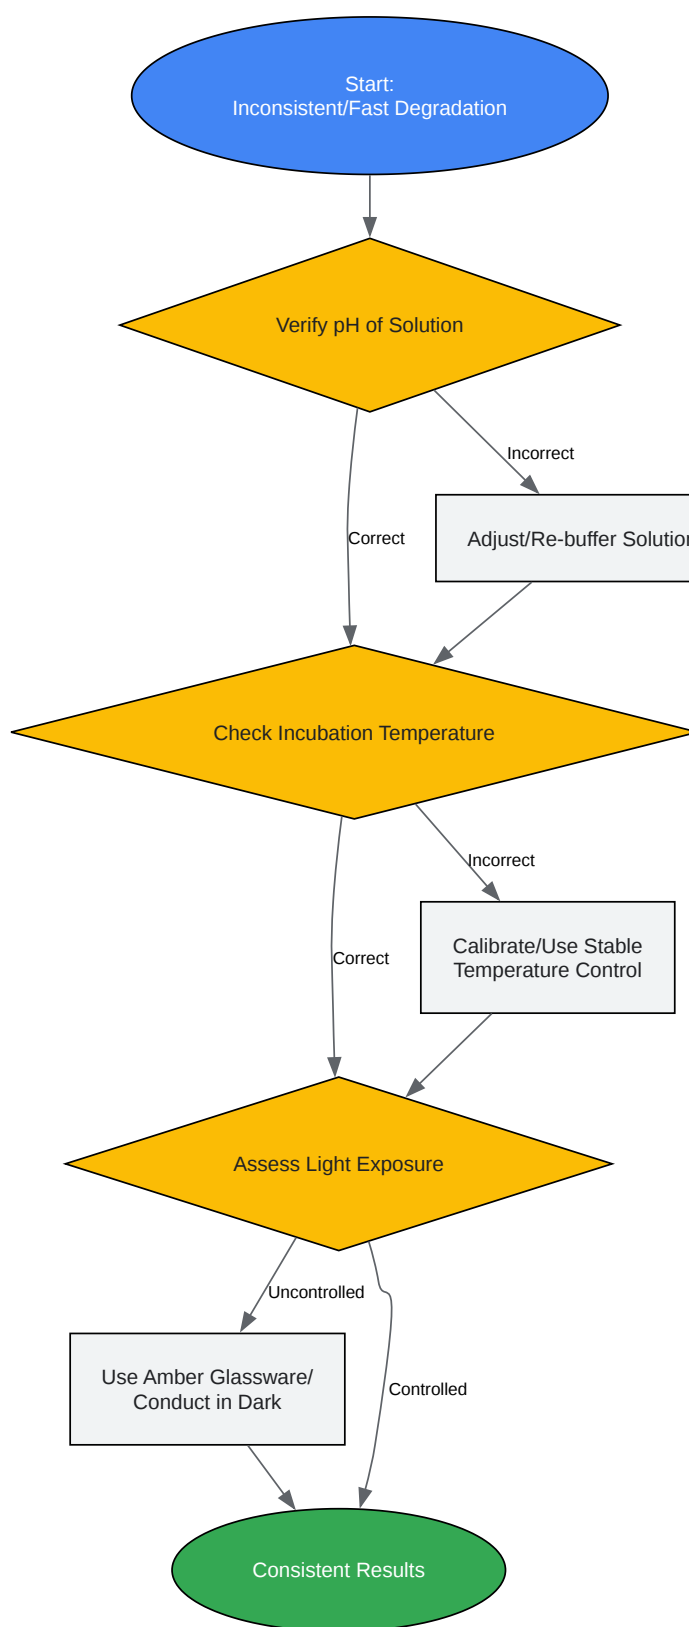 Start:
Inconsistent/Fast Degradation
Verify pH of Solution
Incorrect
Correct
Adjust/Re-buffer Solution
Check Incubation Temperature
Incorrect
Calibrate/Use Stable
Temperature Control
Correct
Assess Light Exposure
Uncontrolled
Use Amber Glassware/
Conduct in Dark
Controlled
Consistent Results